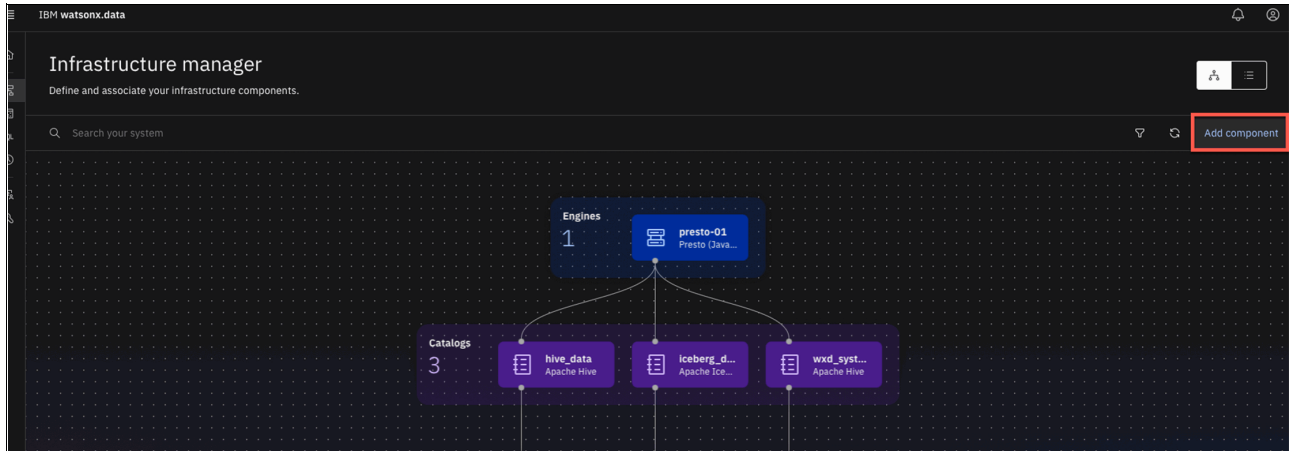 IBM watsonx.data
Infrastructure manager
Define and associate your infrastructure components.
Search your system
Add component
Engines
1
presto-01
Presto (Java...
Catalogs
3
hive_data
Apache Hive
iceberg_d...
Apache Ice...
wxd_syst...
Apache Hive